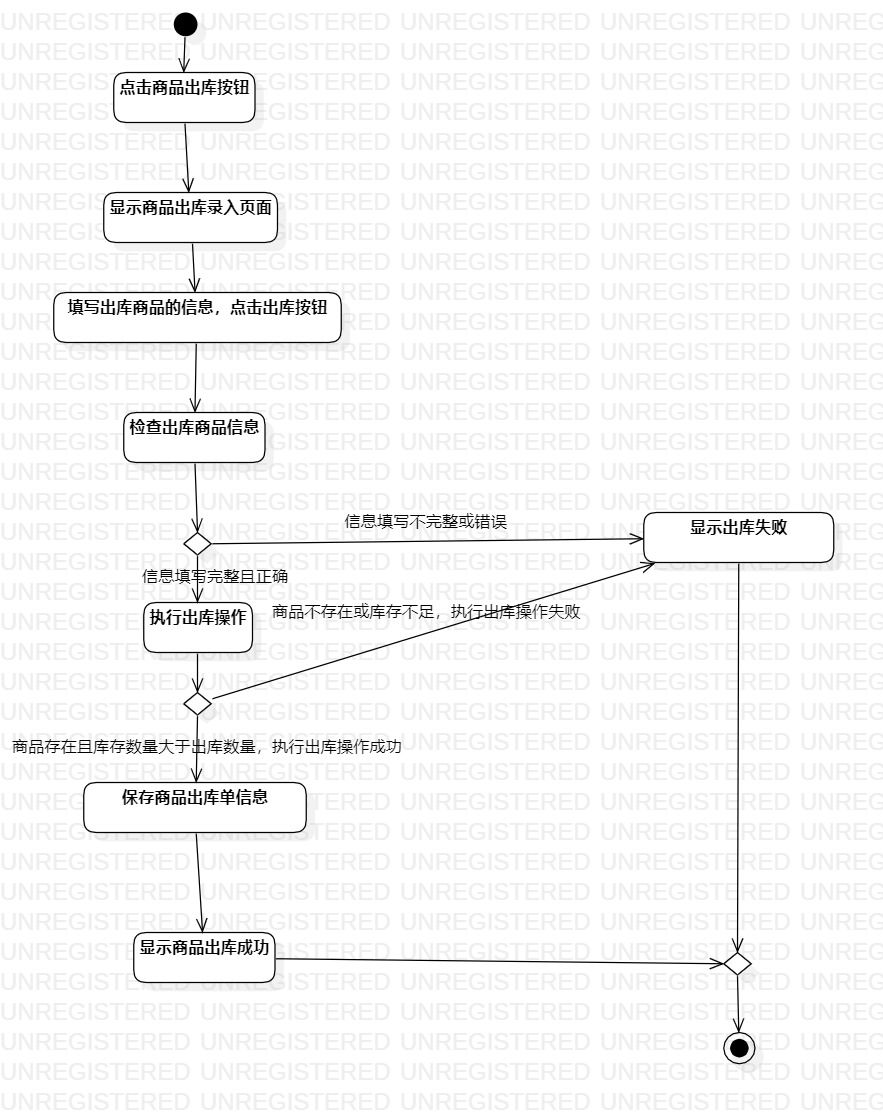 点击商品出库按钮
显示商品出库录入页面
填写出库商品的信息，点击出库按钮
检查出库商品信息
信息填写不完整或错误
显示出库失败
信息填写完整且正确
执行出库操作
商品不存在或库存不足，执行出库操作失败
商品存在且库存数量大于出库数量，执行出库操作成功
保存商品出库单信息
显示商品出库成功
UNREGISTERED